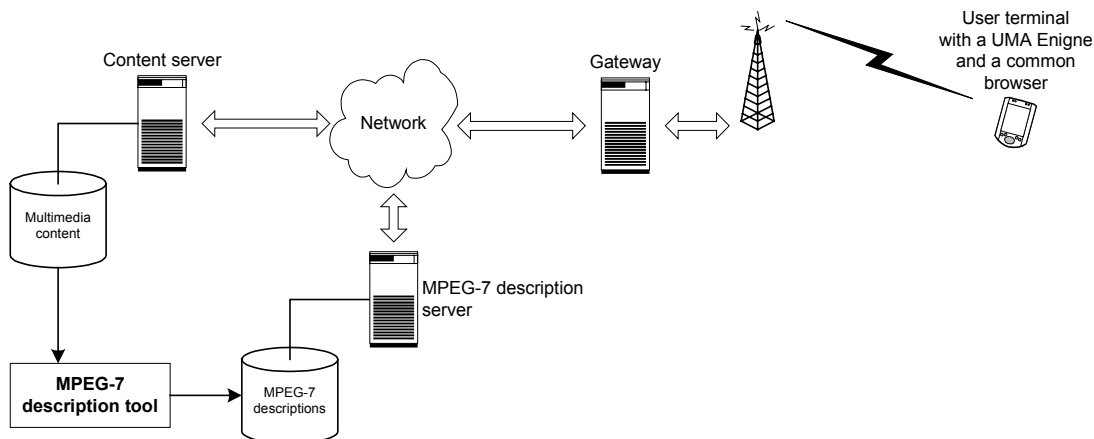 Content server
Network
Gateway
User terminal
with a UMA Enigne
and a common
browser
Multimedia
content
MPEG-7 description
server
MPEG-7
description tool
MPEG-7
descriptions